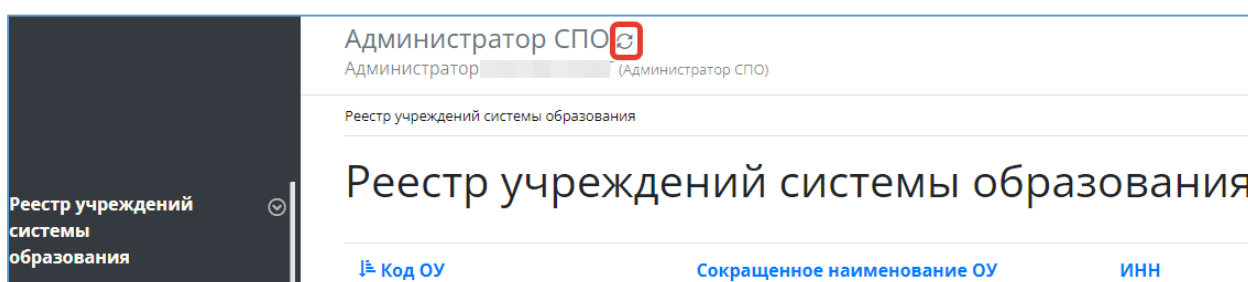 Администратор СПО
Администратор (Администратор СПО)
Реестр учреждений системы образования
Реестр учреждений системы образования
Реестр учреждений
системы
образования
Код ОУ Сокращенное наименование ОУ ИНН